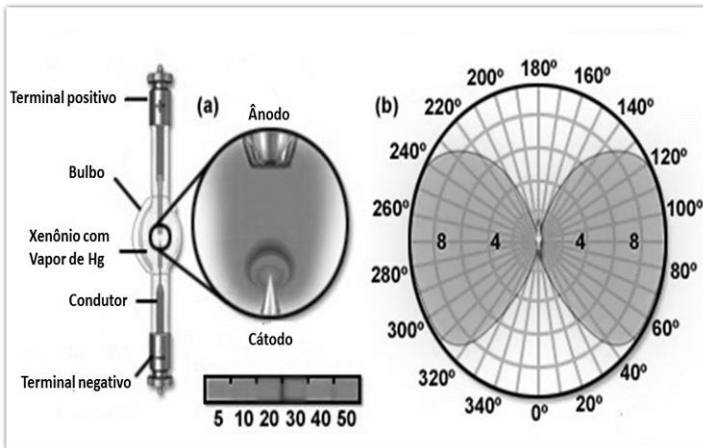 Terminal positivo
Bulbo
Xenônio com
Vapor de Hg
Condutor
Terminal negativo
+
-
(a)
Ânodo
Cátodo
5 10 20 30 40 50
(b)
180º
200º
160º
220º
140º
240º
120º
260º
100º
8 4 4 8
280º
80º
300º
60º
320º
40º
340º
20º
0º